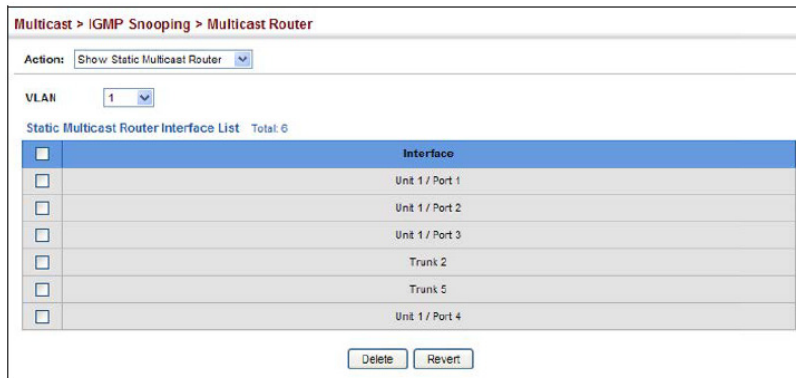 Multicast > IGMP Snooping > Multicast Router
Action: Show Static Multicast Router
VLAN 1
Static Multicast Router Interface List Total: 6
Interface
Unit 1 / Port 1
Unit 1 / Port 2
Unit 1 / Port 3
Trunk 2
Trunk 5
Unit 1 / Port 4
Delete Revert